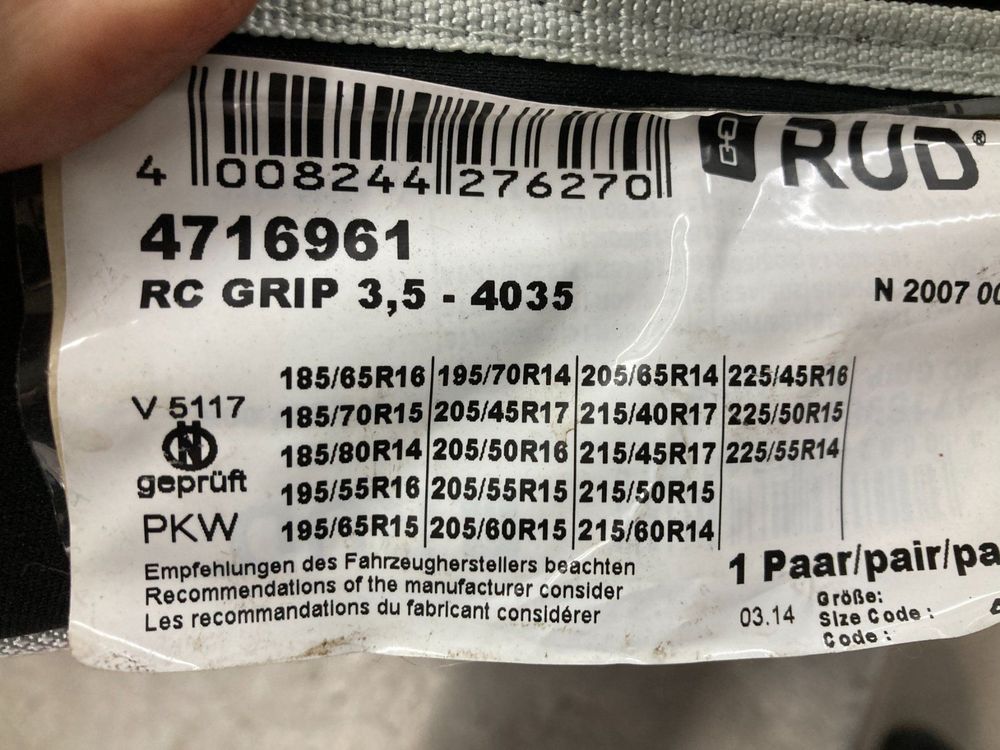 4 008244 276270
RUD®
4716961
RC GRIP 3,5 - 4035
N 2007
185/65R16 195/70R14 205/65R14 225/45R16
185/70R15 205/45R17 215/40R17 225/50R15
185/80R14 205/50R16 215/45R17 225/55R14
195/55R16 205/55R15 215/50R15
195/65R15 205/60R15 215/60R14
V 5117
N
geprüft
PKW
Empfehlungen des Fahrzeugherstellers beachten
Recommendations of the manufacturer consider
Les recommandations du fabricant considérer
1 Paar/pair/pa
03.14
Größe:
Size Code:
Code: